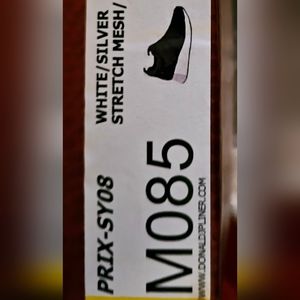 WHITE/SILVER
STRETCH MESH/
PRIX-SY08
M085
WWW.DONALDJPLINER.COM